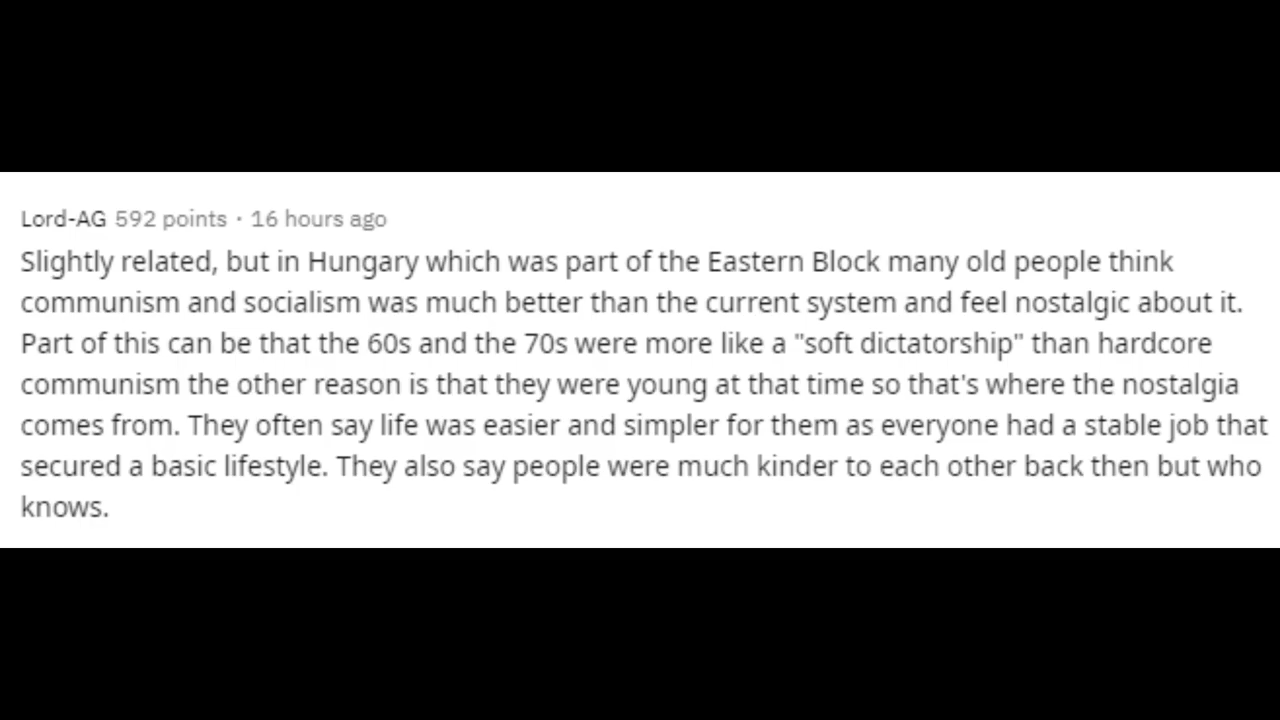 Lord-AG 592 points · 16 hours ago
Slightly related, but in Hungary which was part of the Eastern Block many old people think
communism and socialism was much better than the current system and feel nostalgic about it.
Part of this can be that the 60s and the 70s were more like a "soft dictatorship" than hardcore
communism the other reason is that they were young at that time so that's where the nostalgia
comes from. They often say life was easier and simpler for them as everyone had a stable job that
secured a basic lifestyle. They also say people were much kinder to each other back then but who
knows.